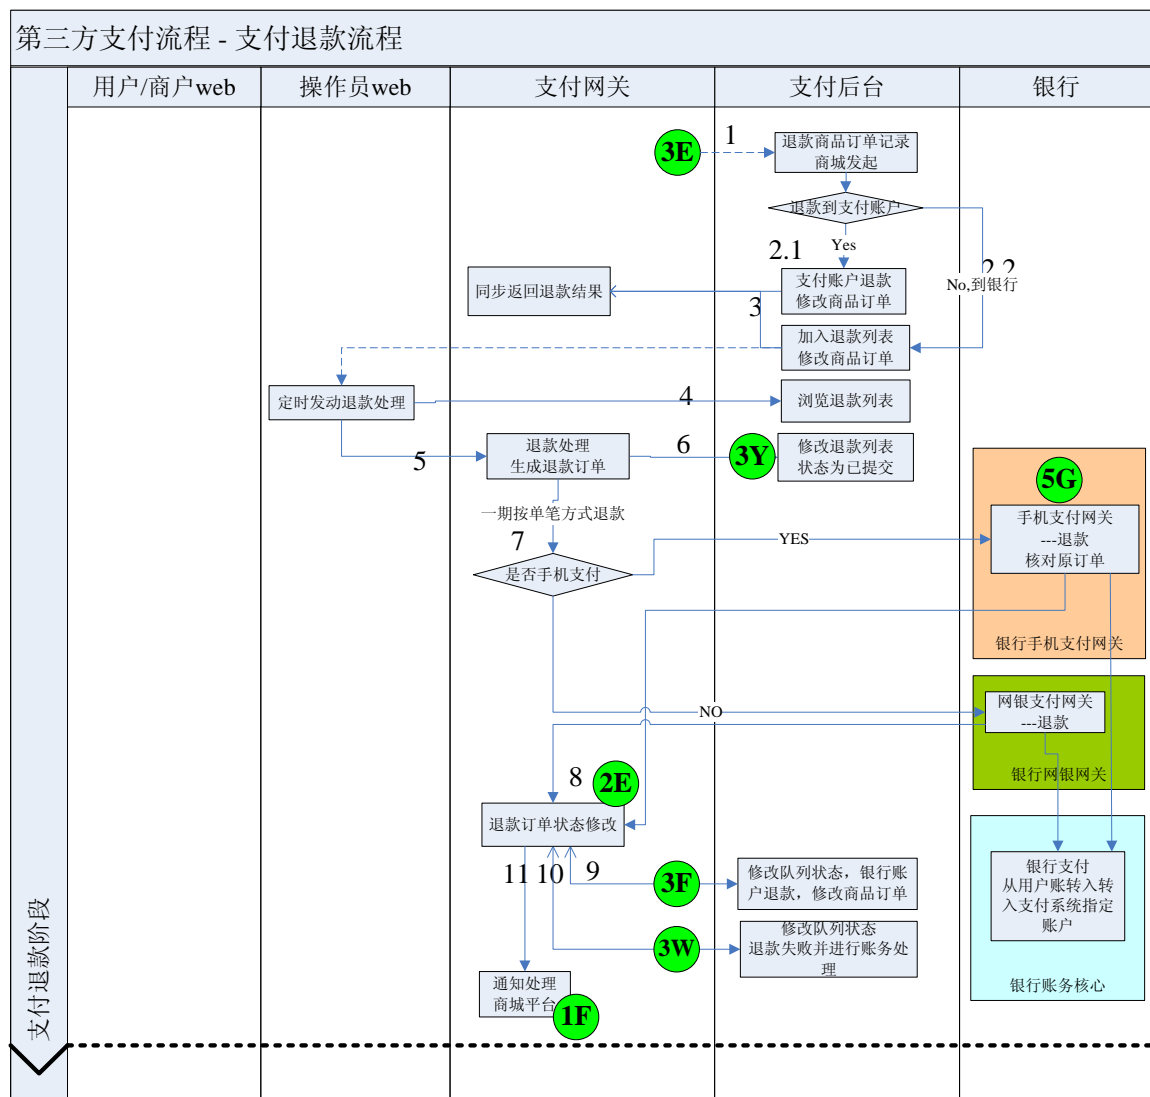 第三方支付流程 - 支付退款流程
用户/商户web
操作员web
支付网关
支付后台
银行
3E
1
退款商品订单记录
商城发起
退款到支付账户
Yes
2.1
2.2
No,到银行
支付账户退款
修改商品订单
同步返回退款结果
3
加入退款列表
修改商品订单
定时发动退款处理
4
浏览退款列表
5
退款处理
生成退款订单
6
3Y
修改退款列表
状态为已提交
5G
一期按单笔方式退款
手机支付网关
---退款
核对原订单
7
YES
是否手机支付
银行手机支付网关
NO
网银支付网关
---退款
银行网银网关
8
2E
退款订单状态修改
11
10
9
3F
修改队列状态，银行账
户退款，修改商品订单
银行支付
从用户账转入转
入支付系统指定
账户
3W
修改队列状态
退款失败并进行账务处
理
通知处理
商城平台
1F
银行账务核心
支付退款阶段